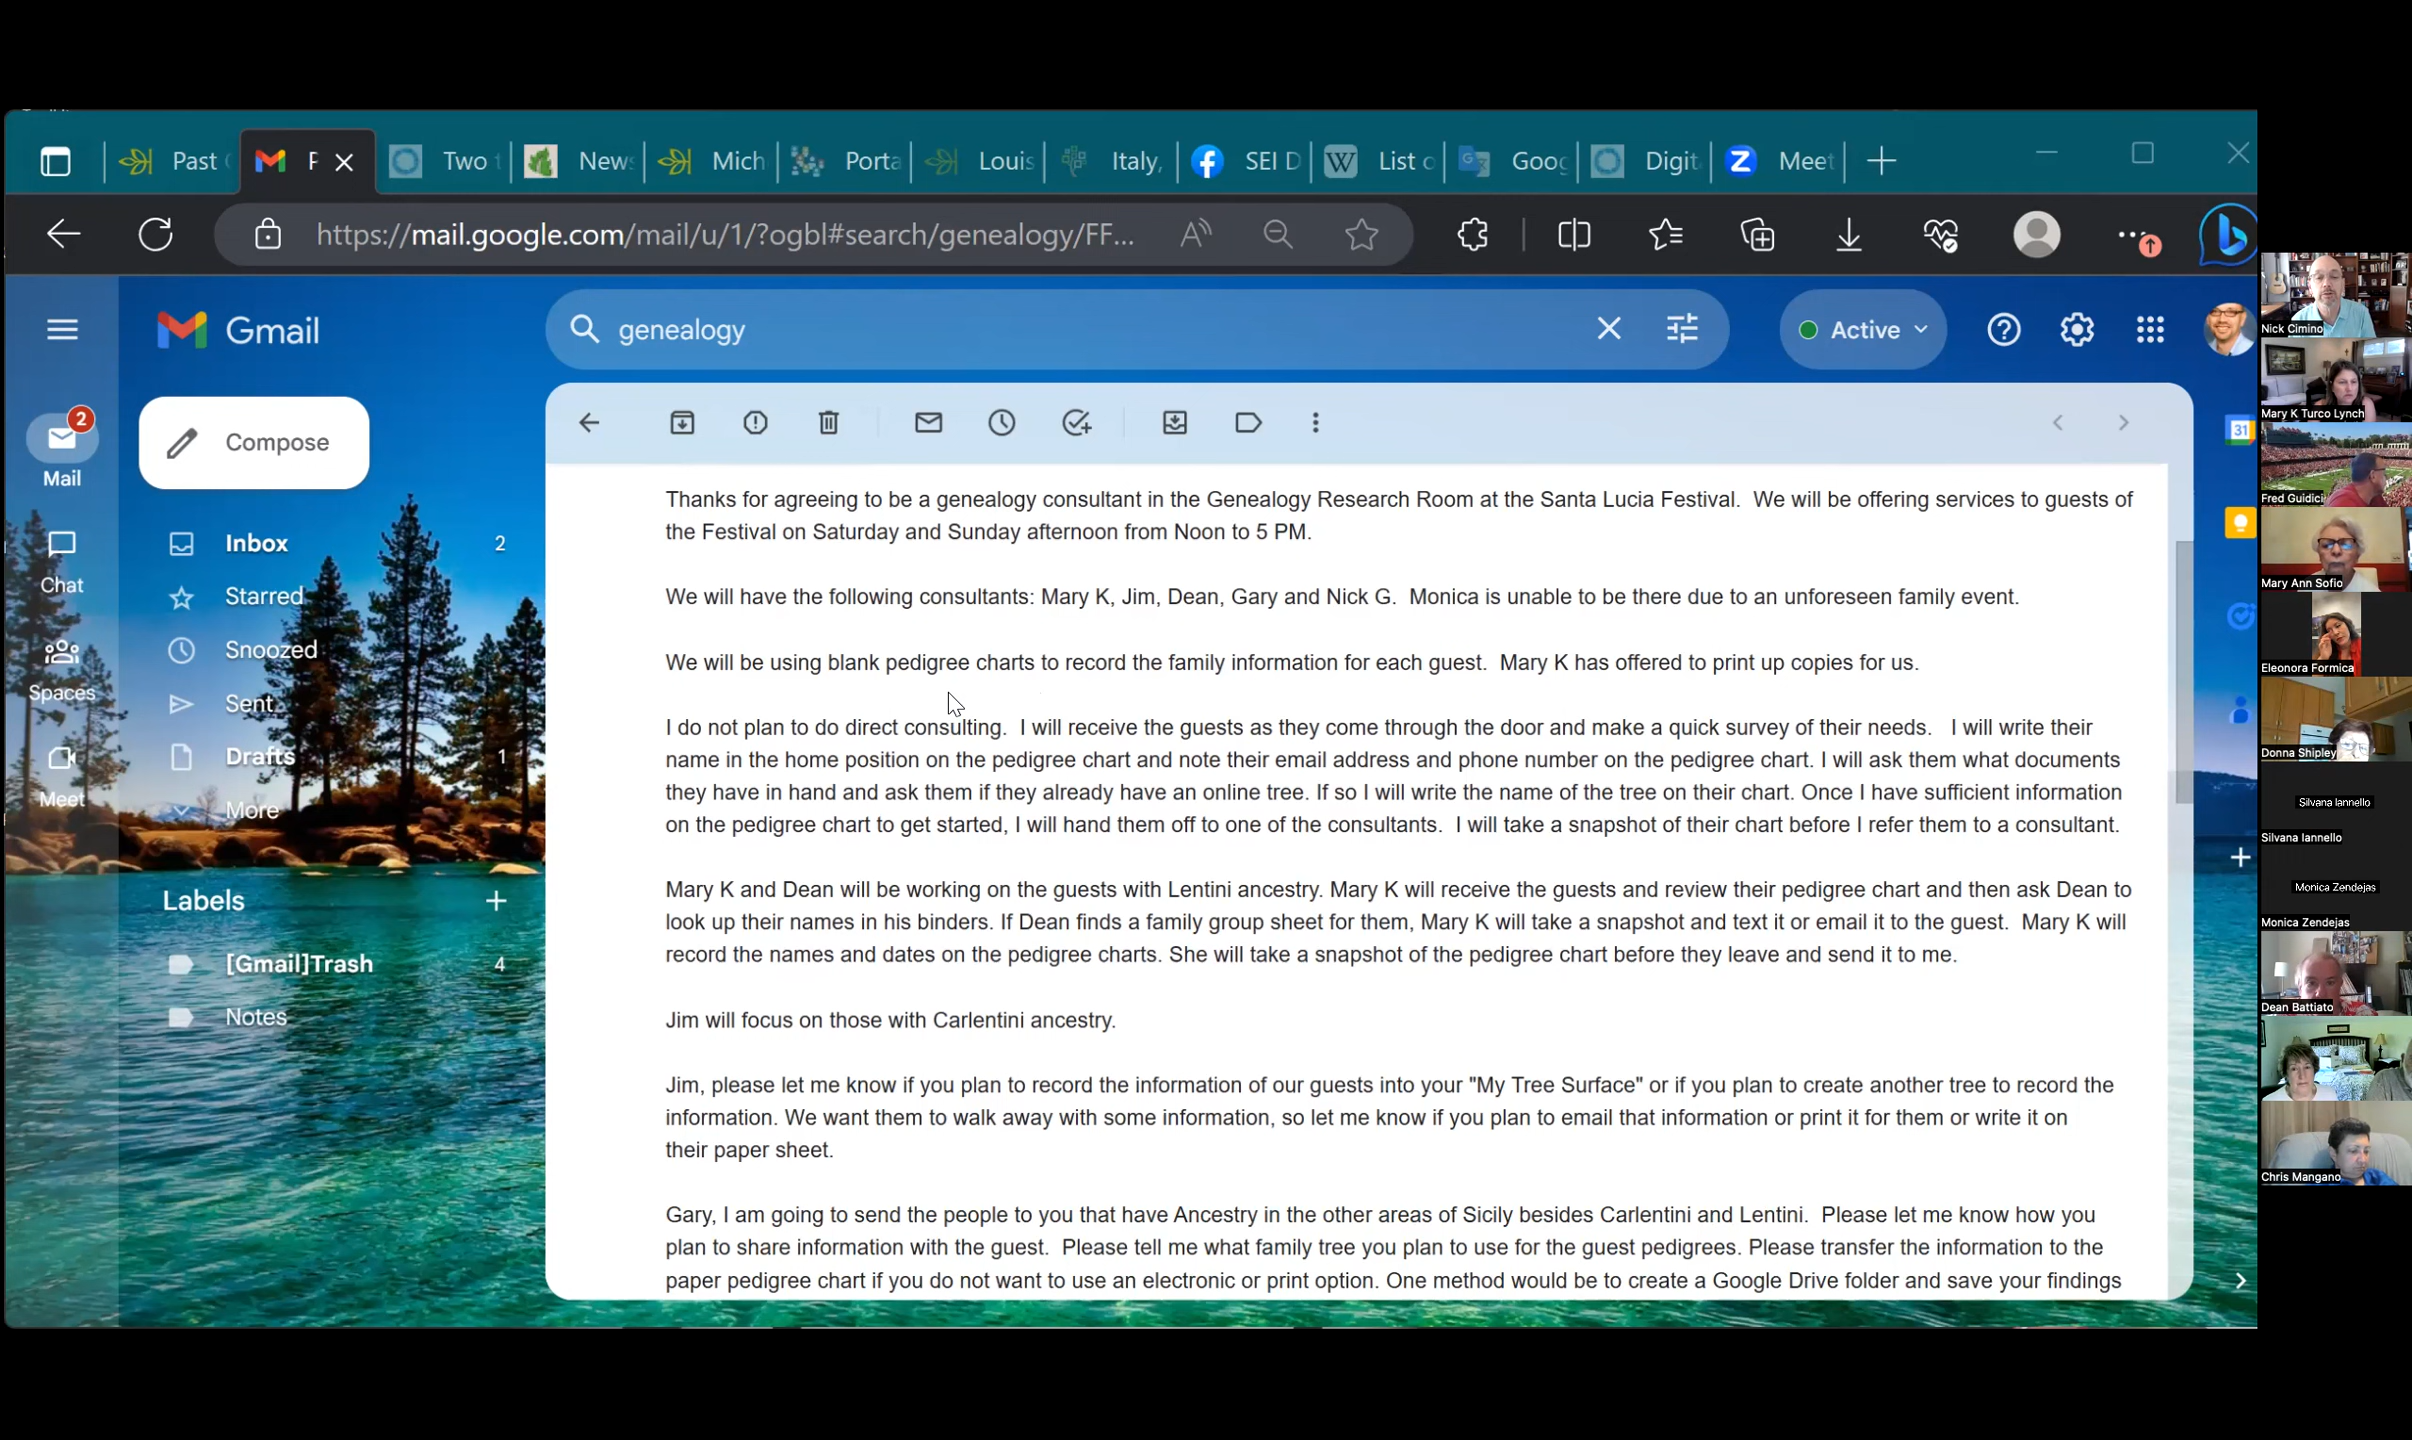 Past
F
Two
News
Mich
Porta
Louis
Italy,
SEI D
List o
Goog
Digit
Meet
https://mail.google.com/mail/u/1/?ogbl#search/genealogy/FF...
Gmail
genealogy
Active
2
Mail
Compose
Chat
Spaces
Meet
Inbox 2
Starred
Snoozed
Sent
Drafts 1
More
Labels
[Gmail]Trash 4
Notes
Thanks for agreeing to be a genealogy consultant in the Genealogy Research Room at the Santa Lucia Festival. We will be offering services to guests of
the Festival on Saturday and Sunday afternoon from Noon to 5 PM.
We will have the following consultants: Mary K, Jim, Dean, Gary and Nick G. Monica is unable to be there due to an unforeseen family event.
We will be using blank pedigree charts to record the family information for each guest. Mary K has offered to print up copies for us.
I do not plan to do direct consulting. I will receive the guests as they come through the door and make a quick survey of their needs. I will write their
name in the home position on the pedigree chart and note their email address and phone number on the pedigree chart. I will ask them what documents
they have in hand and ask them if they already have an online tree. If so I will write the name of the tree on their chart. Once I have sufficient information
on the pedigree chart to get started, I will hand them off to one of the consultants. I will take a snapshot of their chart before I refer them to a consultant.
Mary K and Dean will be working on the guests with Lentini ancestry. Mary K will receive the guests and review their pedigree chart and then ask Dean to
look up their names in his binders. If Dean finds a family group sheet for them, Mary K will take a snapshot and text it or email it to the guest. Mary K will
record the names and dates on the pedigree charts. She will take a snapshot of the pedigree chart before they leave and send it to me.
Jim will focus on those with Carlentini ancestry.
Jim, please let me know if you plan to record the information of our guests into your "My Tree Surface" or if you plan to create another tree to record the
information. We want them to walk away with some information, so let me know if you plan to email that information or print it for them or write it on
their paper sheet.
Gary, I am going to send the people to you that have Ancestry in the other areas of Sicily besides Carlentini and Lentini. Please let me know how you
plan to share information with the guest. Please tell me what family tree you plan to use for the guest pedigrees. Please transfer the information to the
paper pedigree chart if you do not want to use an electronic or print option. One method would be to create a Google Drive folder and save your findings
31
Nick Cimino
Mary K Turco Lynch
Fred Guidici
Mary Ann Sofio
Eleonora Formica
Donna Shipley
Silvana Iannello
Silvana Iannello
Monica Zendejas
Monica Zendejas
Dean Battiato
Chris Mangano